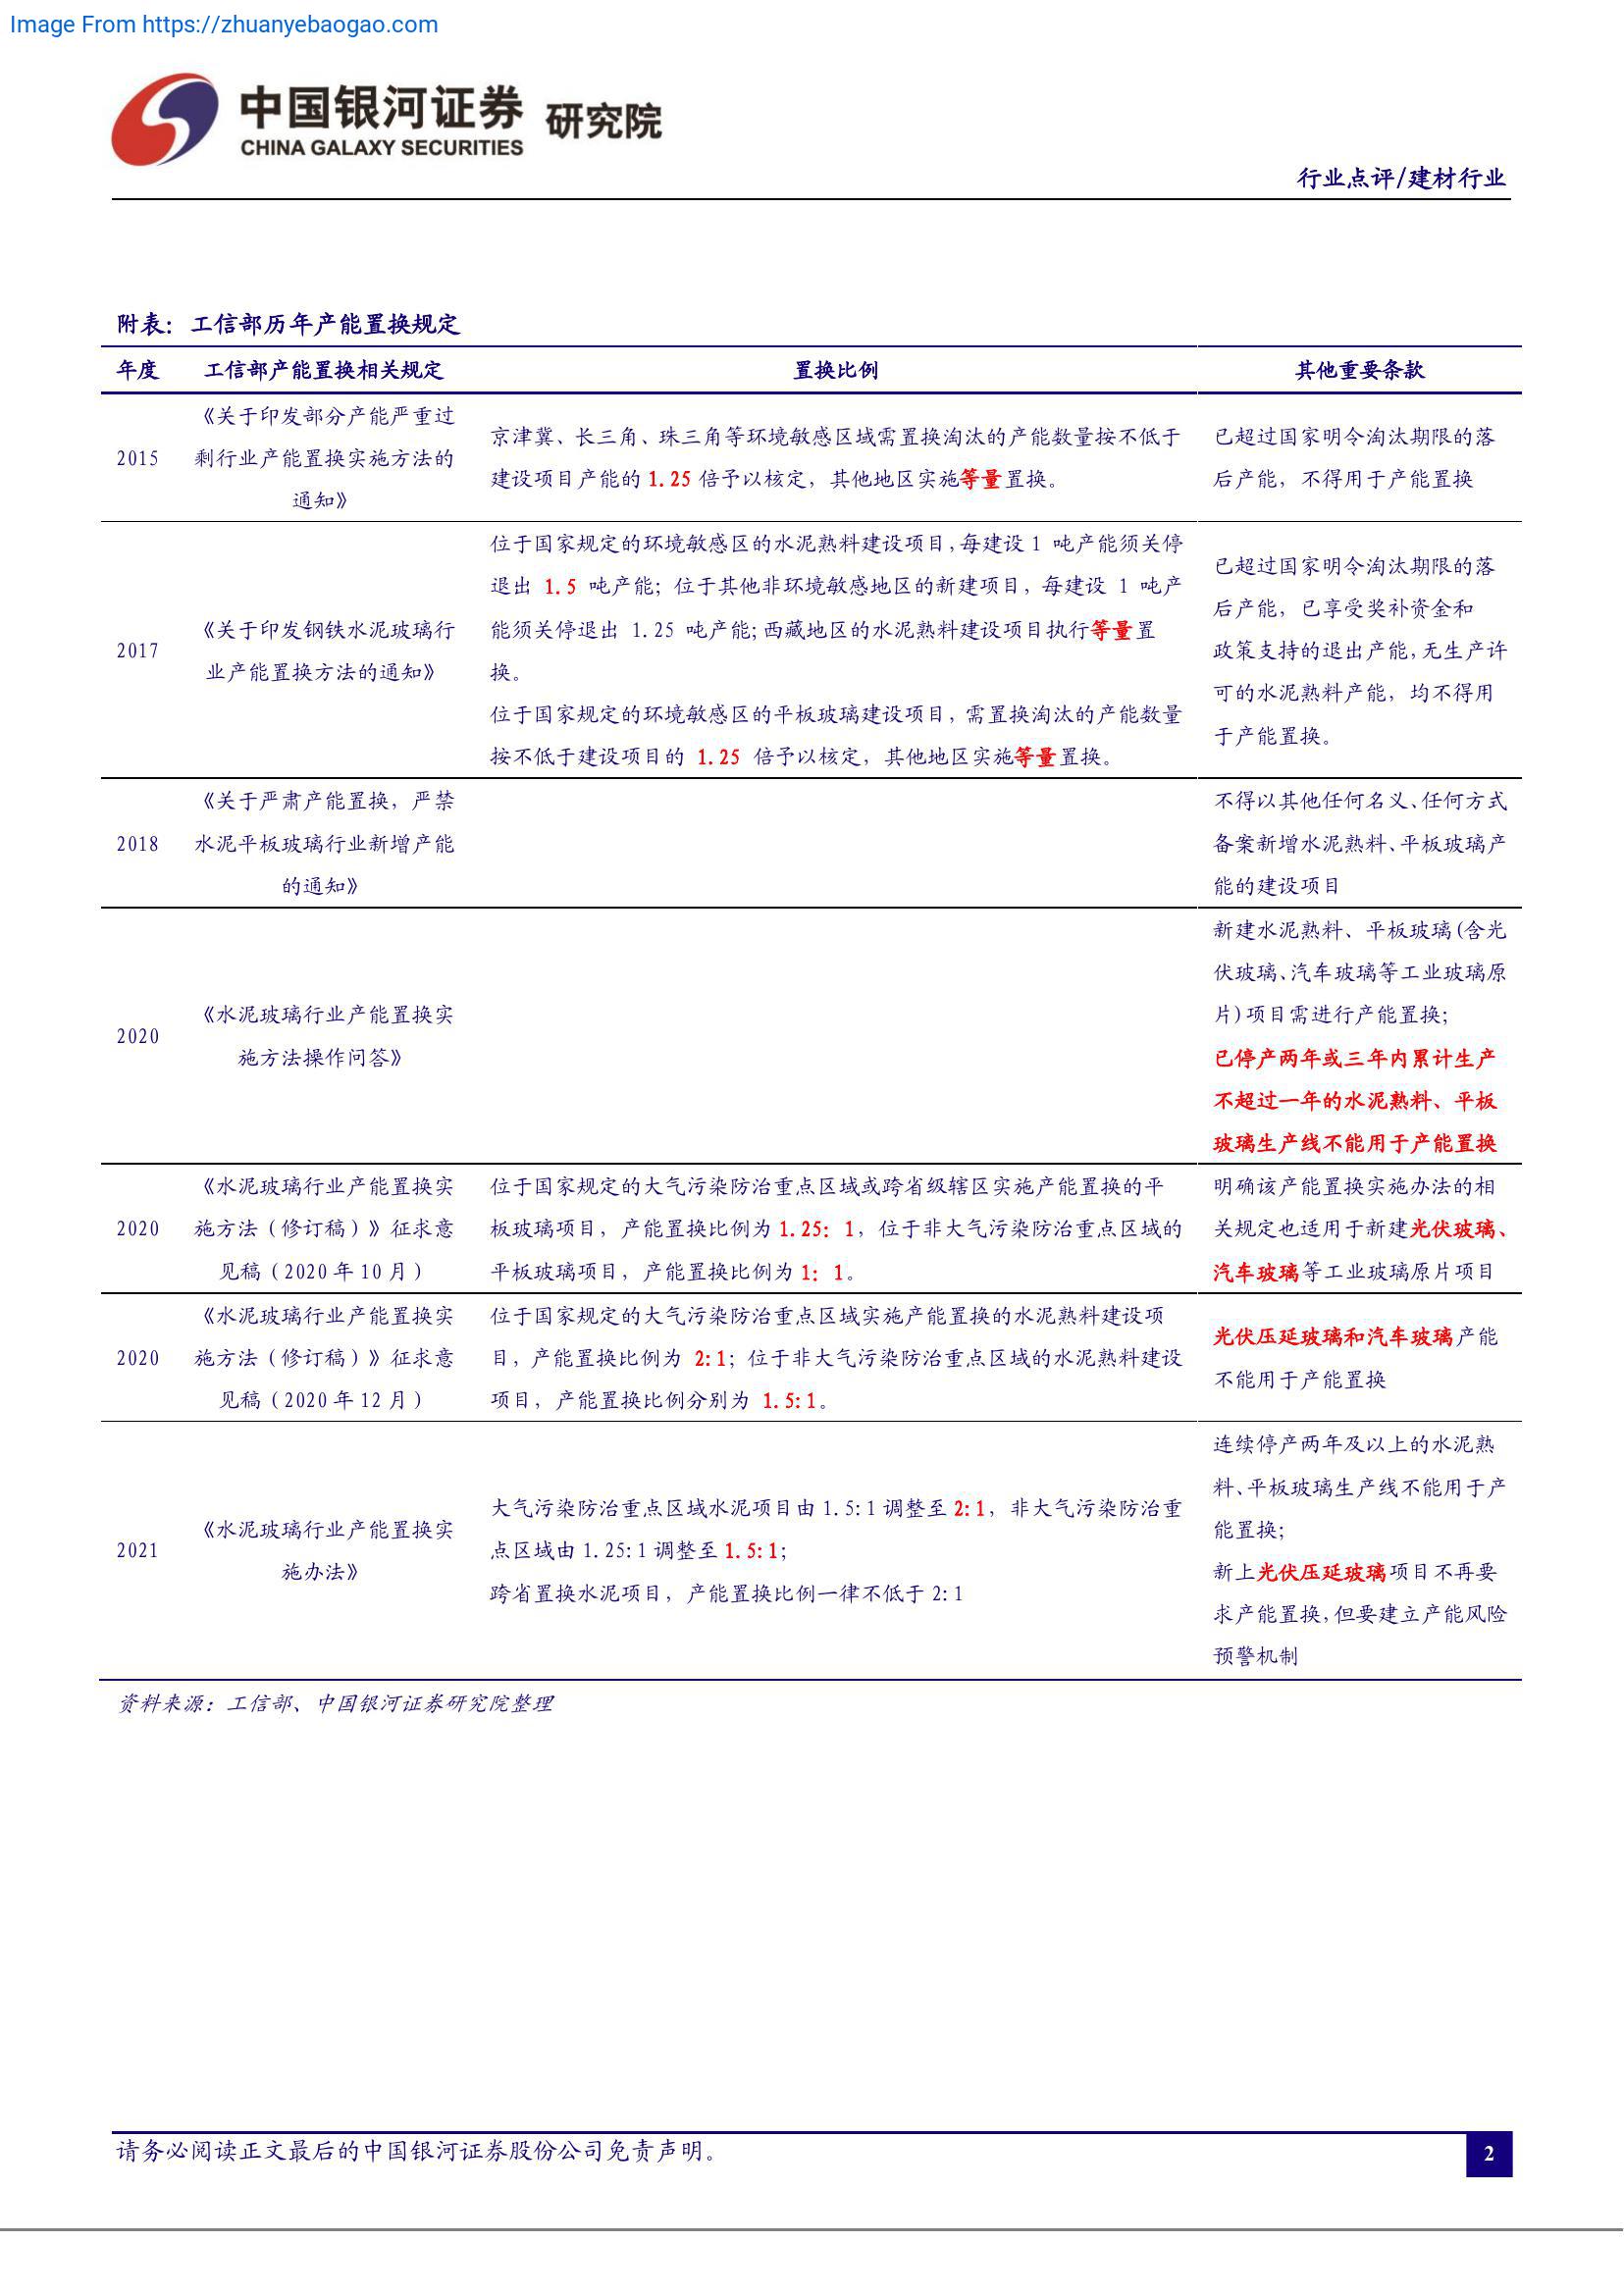 Image From https://zhuanyebaogao.com
中国银河证券 研究院
CHINA GALAXY SECURITIES
行业点评/建材行业
附表：工信部历年产能置换规定
年度 工信部产能置换相关规定 置换比例 其他重要条款
2015
《关于印发部分产能严重过
剩行业产能置换实施方法的
通知》
京津冀、长三角、珠三角等环境敏感区域需置换淘汰的产能数量按不低于
建设项目产能的 1.25 倍予以核定，其他地区实施等量置换。
已超过国家明令淘汰期限的落
后产能，不得用于产能置换
2017
《关于印发钢铁水泥玻璃行
业产能置换方法的通知》
位于国家规定的环境敏感区的水泥熟料建设项目，每建设 1 吨产能须关停
退出 1.5 吨产能；位于其他非环境敏感地区的新建项目，每建设 1 吨产
能须关停退出 1.25 吨产能；西藏地区的水泥熟料建设项目执行等量置
换。
位于国家规定的环境敏感区的平板玻璃建设项目，需置换淘汰的产能数量
按不低于建设项目的 1.25 倍予以核定，其他地区实施等量置换。
已超过国家明令淘汰期限的落
后产能，已享受奖补资金和
政策支持的退出产能，无生产许
可的水泥熟料产能，均不得用
于产能置换。
2018
《关于严肃产能置换，严禁
水泥平板玻璃行业新增产能
的通知》
不得以其他任何名义、任何方式
备案新增水泥熟料、平板玻璃产
能的建设项目
2020
《水泥玻璃行业产能置换实
施方法操作问答》
新建水泥熟料、平板玻璃(含光
伏玻璃、汽车玻璃等工业玻璃原
片)项目需进行产能置换；
已停产两年或三年内累计生产
不超过一年的水泥熟料、平板
玻璃生产线不能用于产能置换
2020
《水泥玻璃行业产能置换实
施方法（修订稿）》征求意
见稿（2020 年 10 月）
位于国家规定的大气污染防治重点区域或跨省级辖区实施产能置换的平
板玻璃项目，产能置换比例为 1.25：1，位于非大气污染防治重点区域的
平板玻璃项目，产能置换比例为 1：1。
明确该产能置换实施办法的相
关规定也适用于新建光伏玻璃、
汽车玻璃等工业玻璃原片项目
2020
《水泥玻璃行业产能置换实
施方法（修订稿）》征求意
见稿（2020 年 12 月）
位于国家规定的大气污染防治重点区域实施产能置换的水泥熟料建设项
目，产能置换比例为 2:1；位于非大气污染防治重点区域的水泥熟料建设
项目，产能置换比例分别为 1.5:1。
光伏压延玻璃和汽车玻璃产能
不能用于产能置换
2021
《水泥玻璃行业产能置换实
施办法》
大气污染防治重点区域水泥项目由 1.5:1 调整至 2:1，非大气污染防治重
点区域由 1.25:1 调整至 1.5:1；
跨省置换水泥项目，产能置换比例一律不低于 2:1
连续停产两年及以上的水泥熟
料、平板玻璃生产线不能用于产
能置换；
新上光伏压延玻璃项目不再要
求产能置换，但要建立产能风险
预警机制
资料来源：工信部、中国银河证券研究院整理
请务必阅读正文最后的中国银河证券股份公司免责声明。
2